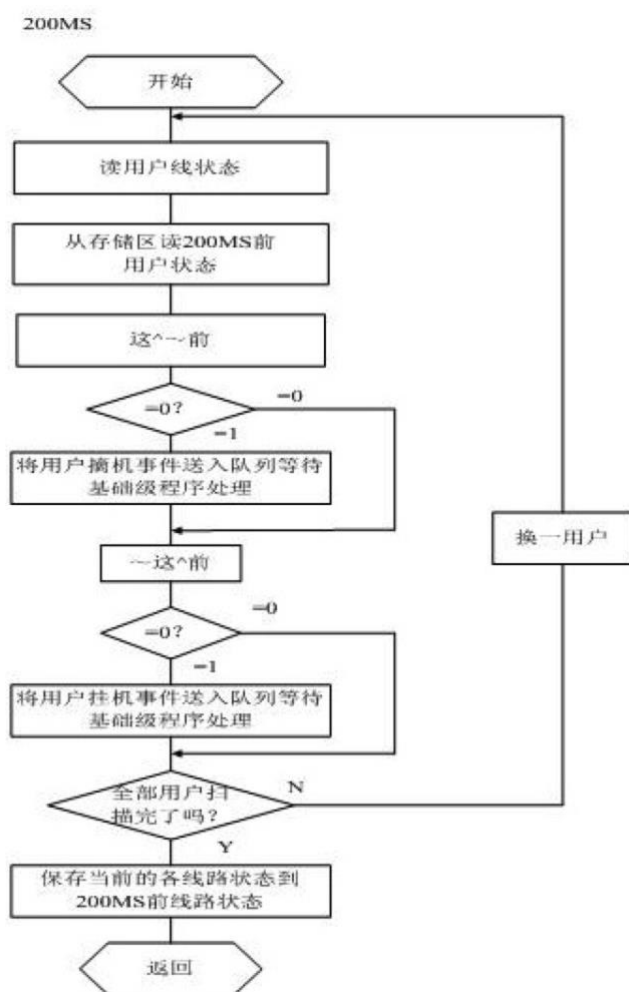 200MS
开始
读用户线状态
从存储区读200MS前
用户状态
这^～前
=0?
=0
=1
将用户摘机事件送入队列等待
基础级程序处理
换一用户
～这^前
=0?
=0
=1
将用户挂机事件送入队列等待
基础级程序处理
全部用户扫
描完了吗?
N
Y
保存当前的各线路状态到
200MS前线路状态
返回